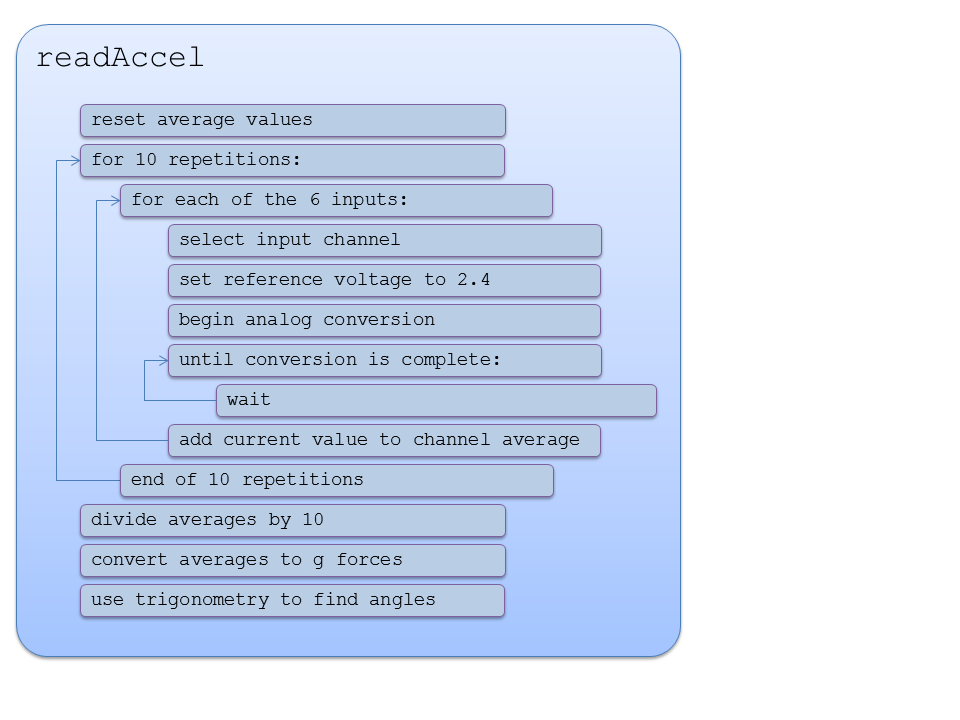 readAccel
reset average values
for 10 repetitions:
for each of the 6 inputs:
select input channel
set reference voltage to 2.4
begin analog conversion
until conversion is complete:
wait
add current value to channel average
end of 10 repetitions
divide averages by 10
convert averages to g forces
use trigonometry to find angles